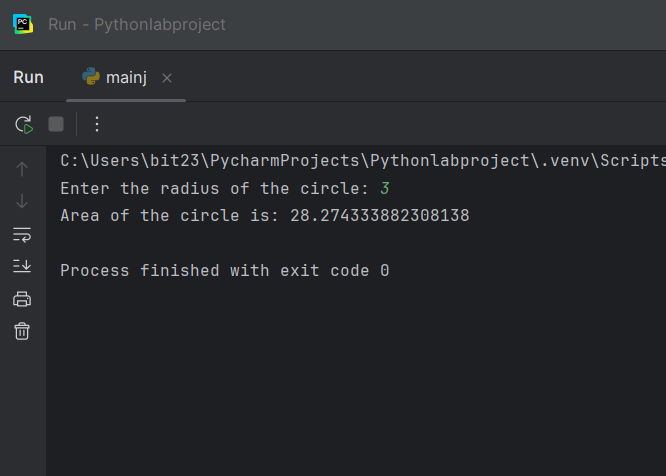 PC
Run - Pythonlabproject
Run mainj
C:\Users\bit23\PycharmProjects\Pythonlabproject\.venv\Scripts
Enter the radius of the circle: 3
Area of the circle is: 28.274333882308138
Process finished with exit code 0